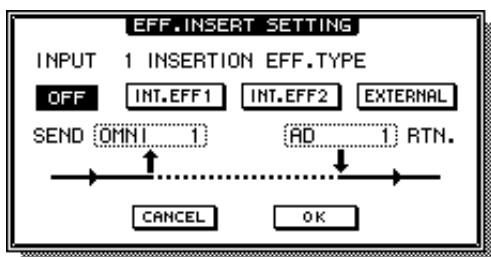 EFF.INSERT SETTING
INPUT 1 INSERTION EFF.TYPE
OFF INT.EFF1 INT.EFF2 EXTERNAL
SEND OMNI 1 AD 1 RTN.
CANCEL OK